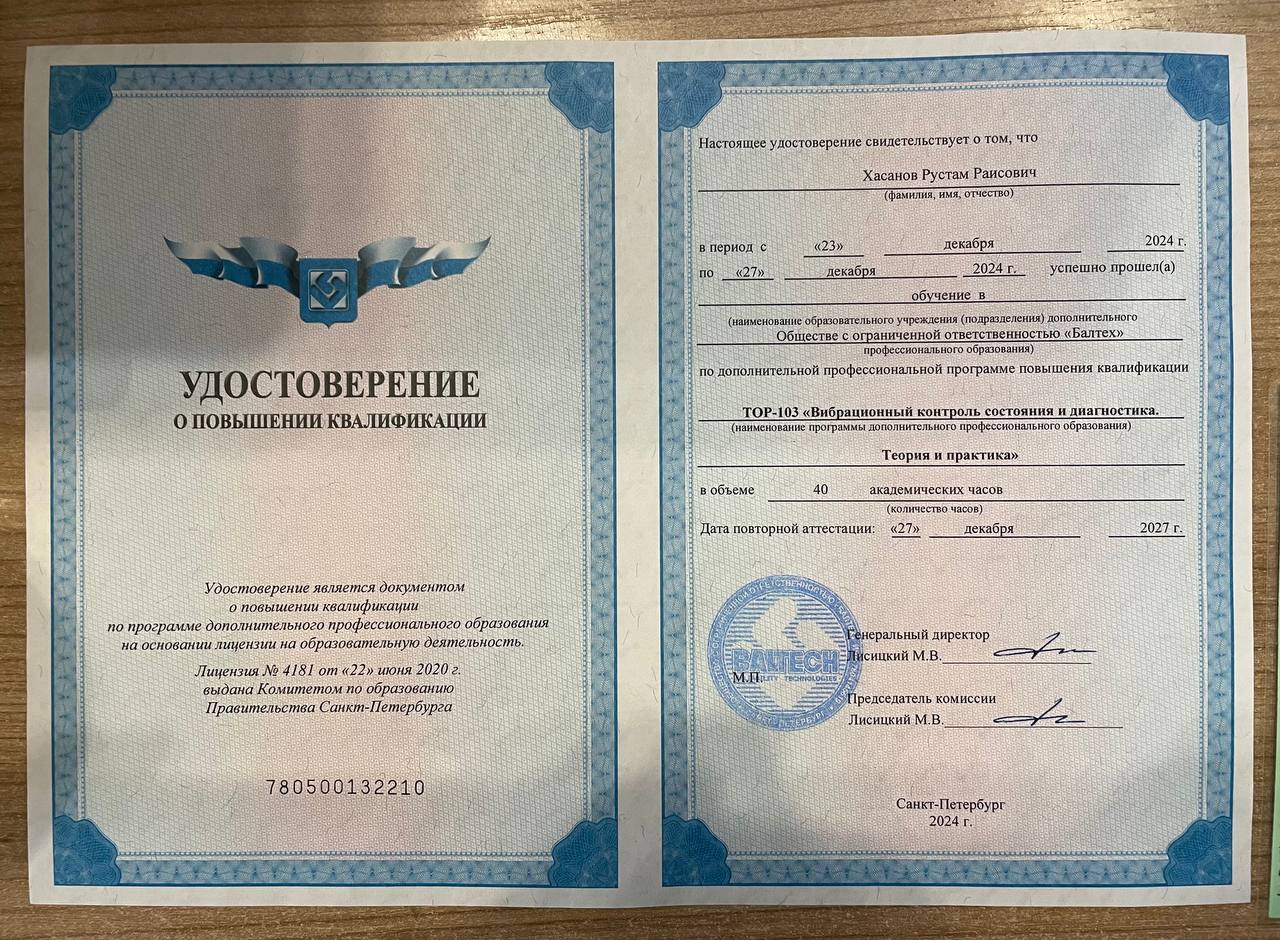 УДОСТОВЕРЕНИЕ
О ПОВЫШЕНИИ КВАЛИФИКАЦИИ
Удостоверение является документом
о повышении квалификации
по программе дополнительного профессионального образования
на основании лицензии на образовательную деятельность.
Лицензия № 4181 от «22» июня 2020 г.
выдана Комитетом по образованию
Правительства Санкт-Петербурга
780500132210
Настоящее удостоверение свидетельствует о том, что
Хасанов Рустам Раисович
(фамилия, имя, отчество)
в период с «23» декабря 2024 г.
по «27» декабря 2024 г. успешно прошел(а)
обучение в
(наименование образовательного учреждения (подразделения) дополнительного
Обществе с ограниченной ответственностью «Балтех»
профессионального образования)
по дополнительной профессиональной программе повышения квалификации
ТОР-103 «Вибрационный контроль состояния и диагностика.
(наименование программы дополнительного профессионального образования)
Теория и практика»
в объеме 40 академических часов
(количество часов)
Дата повторной аттестации: «27» декабря 2027 г.
Генеральный директор
Лисицкий М.В.
BALTECH
М.П.
TECHNOLOGIES
Председатель комиссии
Лисицкий М.В.
Санкт-Петербург
2024 г.